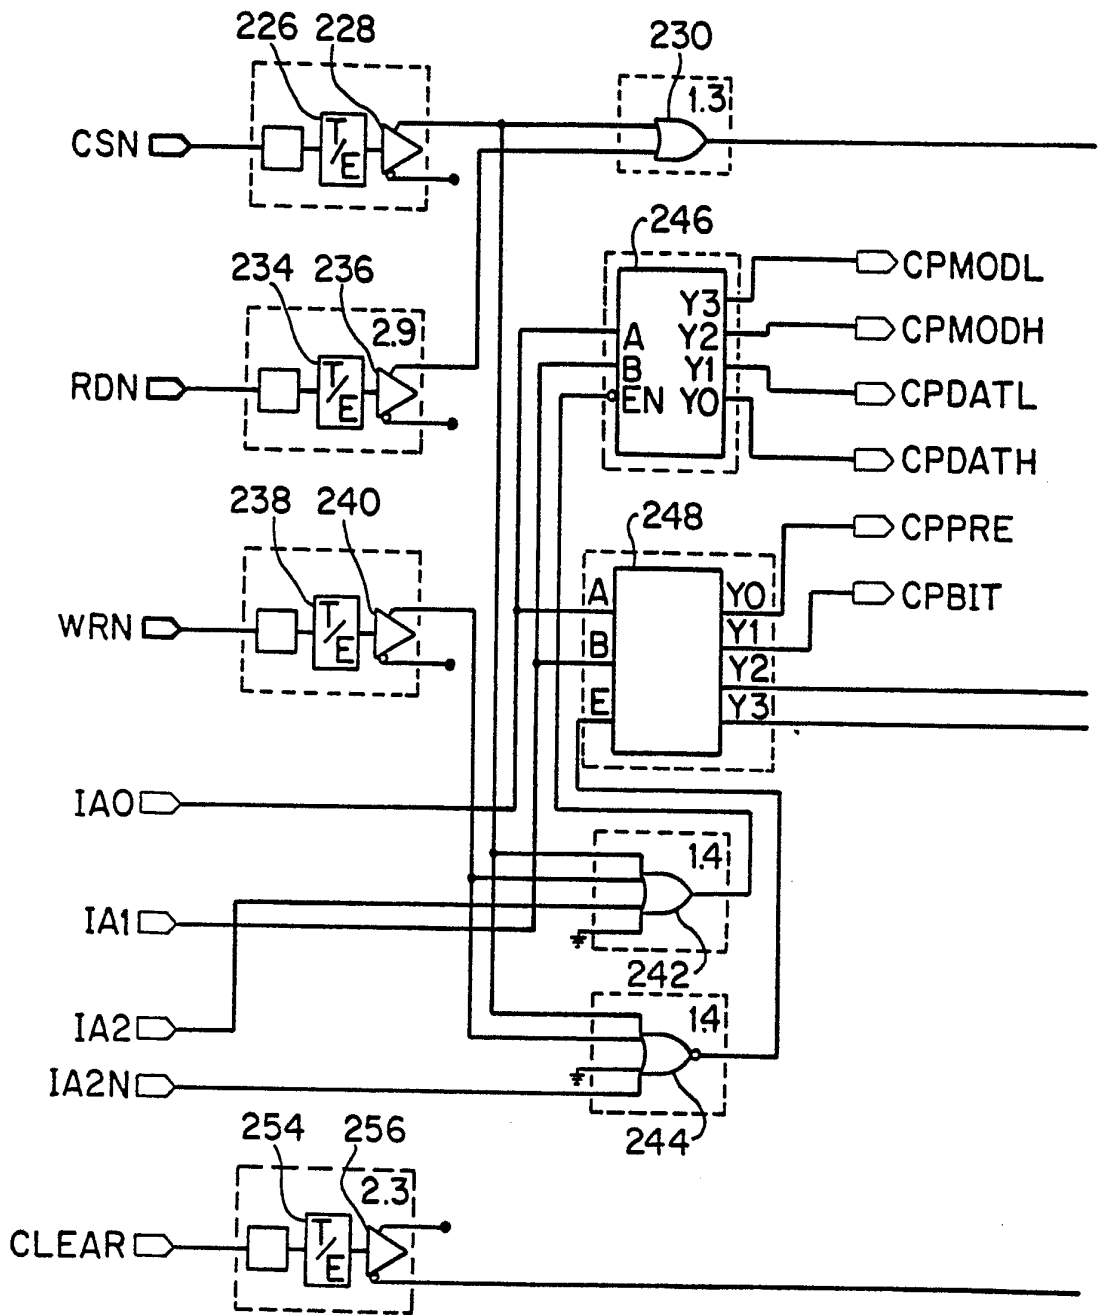 226 228 230
1.3
CSN T/E
234 236 246
CPMODL
2.9 Y3
A Y2 CPMODH
RDN T/E B Y1 CPDATL
EN Y0
CPDATH
238 240 248
CPPRE
A Y0 CPBIT
WRN T/E Y1
B Y2
E Y3
IA0
1.4
IA1
242
1.4
IA2
IA2N
244
254 256
2.3
CLEAR T/E